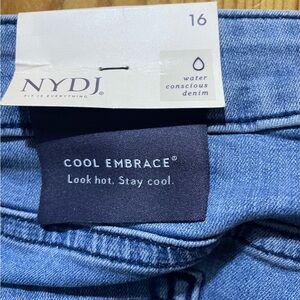 16
NYDJ
FIT IS EVERYTHING
water
conscious
denim
COOL EMBRACE®
Look hot. Stay cool.